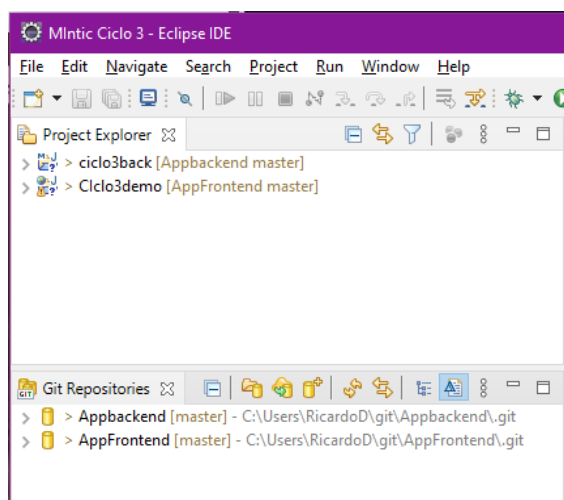 MIntic Ciclo 3 - Eclipse IDE
File Edit Navigate Search Project Run Window Help
Project Explorer
> ciclo3back [Appbackend master]
> CIclo3demo [AppFrontend master]
GIT Git Repositories
> Appbackend [master] - C:\Users\RicardoD\git\Appbackend\.git
> AppFrontend [master] - C:\Users\RicardoD\git\AppFrontend\.git